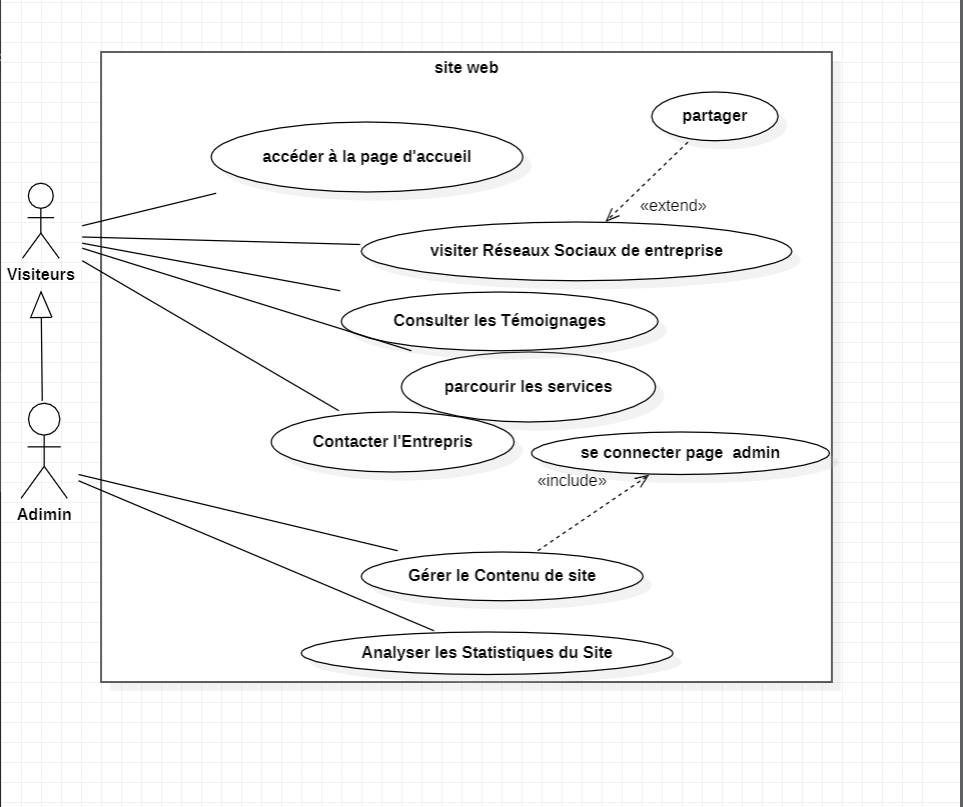 site web
partager
accéder à la page d'accueil
«extend»
visiter Réseaux Sociaux de entreprise
Visiteurs
Consulter les Témoignages
parcourir les services
Contacter l'Entrepris
se connecter page  admin
«include»
Adimin
Gérer le Contenu de site
Analyser les Statistiques du Site